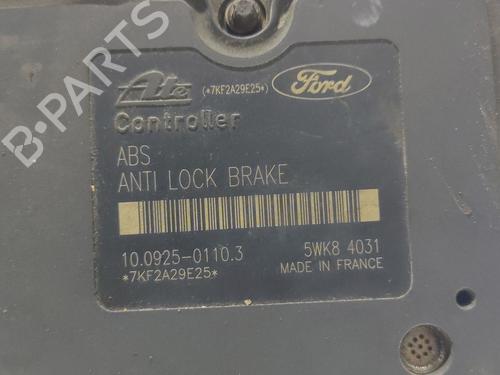 Ate (*7KF2A29E25*) Ford
Controller
ABS
ANTI LOCK BRAKE
10.0925-0110.3 5WK8 4031
*7KF2A29E25* MADE IN FRANCE
B-PARTS